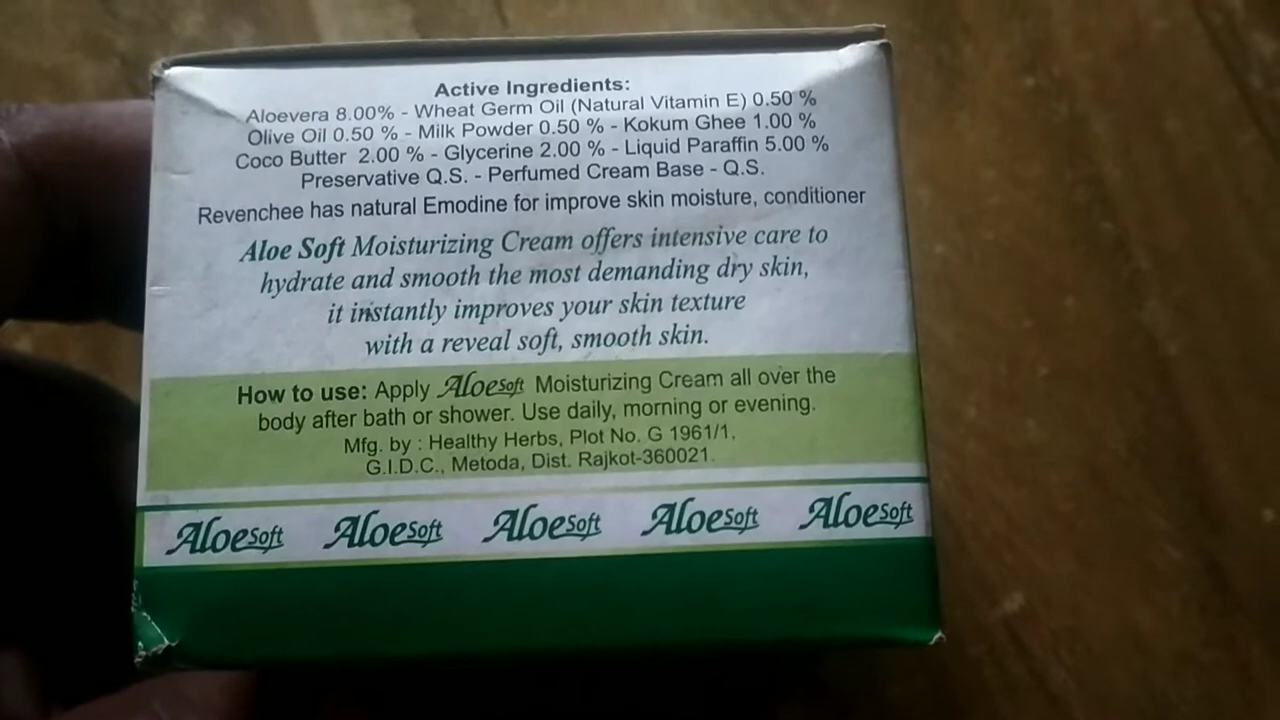 Active Ingredients:
Aloevera 8.00% - Wheat Germ Oil (Natural Vitamin E) 0.50 %
Olive Oil 0.50 % - Milk Powder 0.50 % - Kokum Ghee 1.00 %
Coco Butter 2.00 % - Glycerine 2.00 % - Liquid Paraffin 5.00 %
Preservative Q.S. - Perfumed Cream Base - Q.S.
Revenchee has natural Emodine for improve skin moisture, conditioner
Aloe Soft Moisturizing Cream offers intensive care to
hydrate and smooth the most demanding dry skin,
it instantly improves your skin texture
with a reveal soft, smooth skin.
How to use: Apply AloeSoft Moisturizing Cream all over the
body after bath or shower. Use daily, morning or evening.
Mfg. by : Healthy Herbs, Plot No. G 1961/1,
G.I.D.C., Metoda, Dist. Rajkot-360021.
AloeSoft AloeSoft AloeSoft AloeSoft AloeSoft